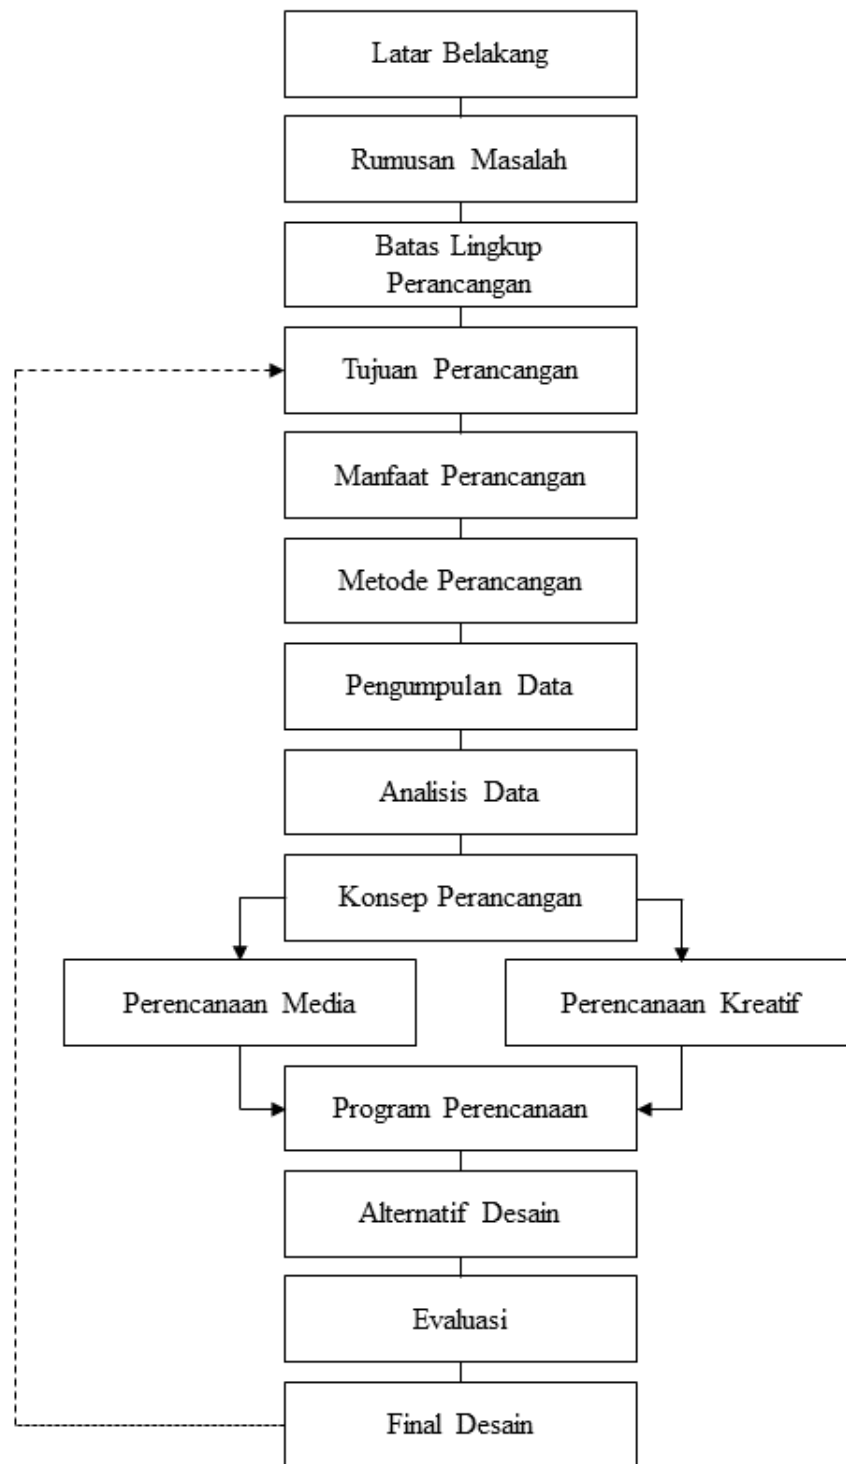 Latar Belakang
Rumusan Masalah
Batas Lingkup
Perancangan
Tujuan Perancangan
Manfaat Perancangan
Metode Perancangan
Pengumpulan Data
Analisis Data
Konsep Perancangan
Perencanaan Media
Perencanaan Kreatif
Program Perencanaan
Alternatif Desain
Evaluasi
Final Desain